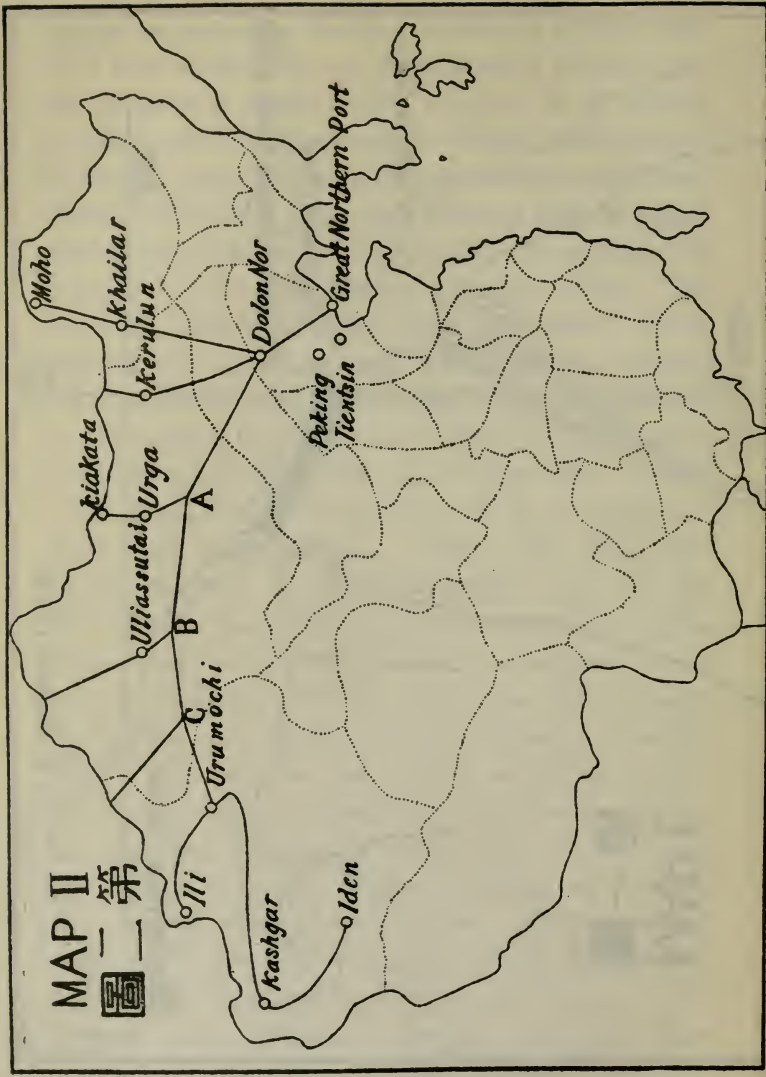 MAP II
第二圖
Moho
Khailar
Kerulun
Kiakata
Urga
Uliassutai
Dolon Nor
Great Northern Port
Peking
Tientsin
A
B
C
Urumochi
Ili
Kashgar
Iden